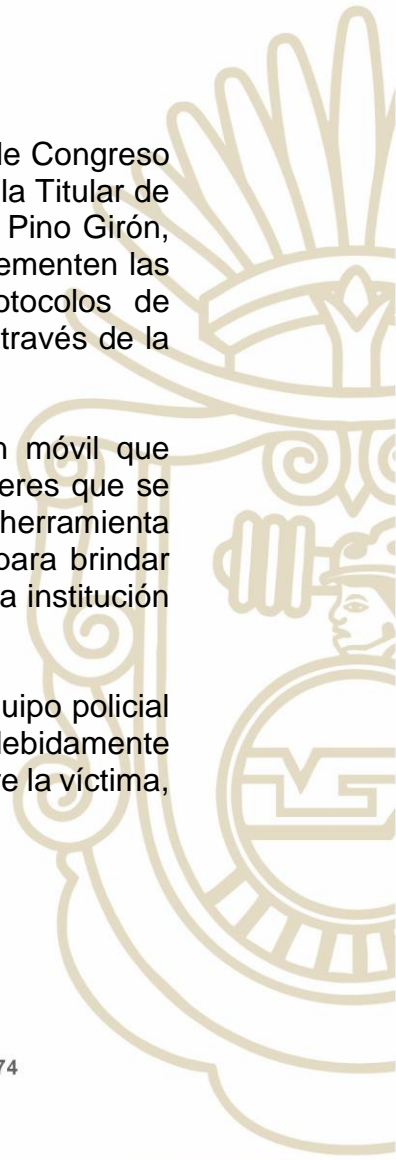 de Congreso
la Titular de
Pino Girón,
ementen las
otocolos de
través de la
móvil que
eres que se
herramienta
para brindar
a institución
quipo policial
debidamente
e la víctima,
74